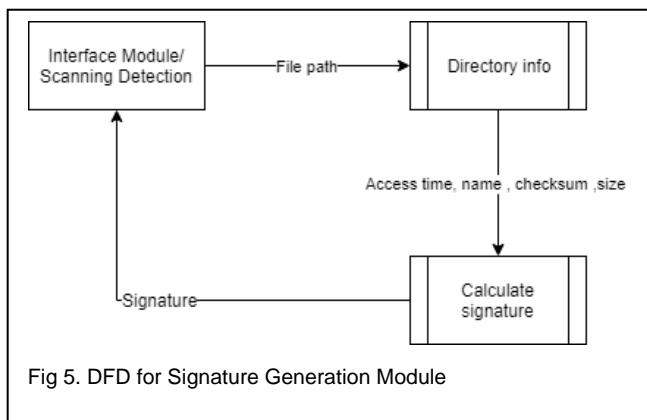 Interface Module/
Scanning Detection
File path
Directory info
Access time, name , checksum ,size
Calculate
signature
Signature
Fig 5. DFD for Signature Generation Module